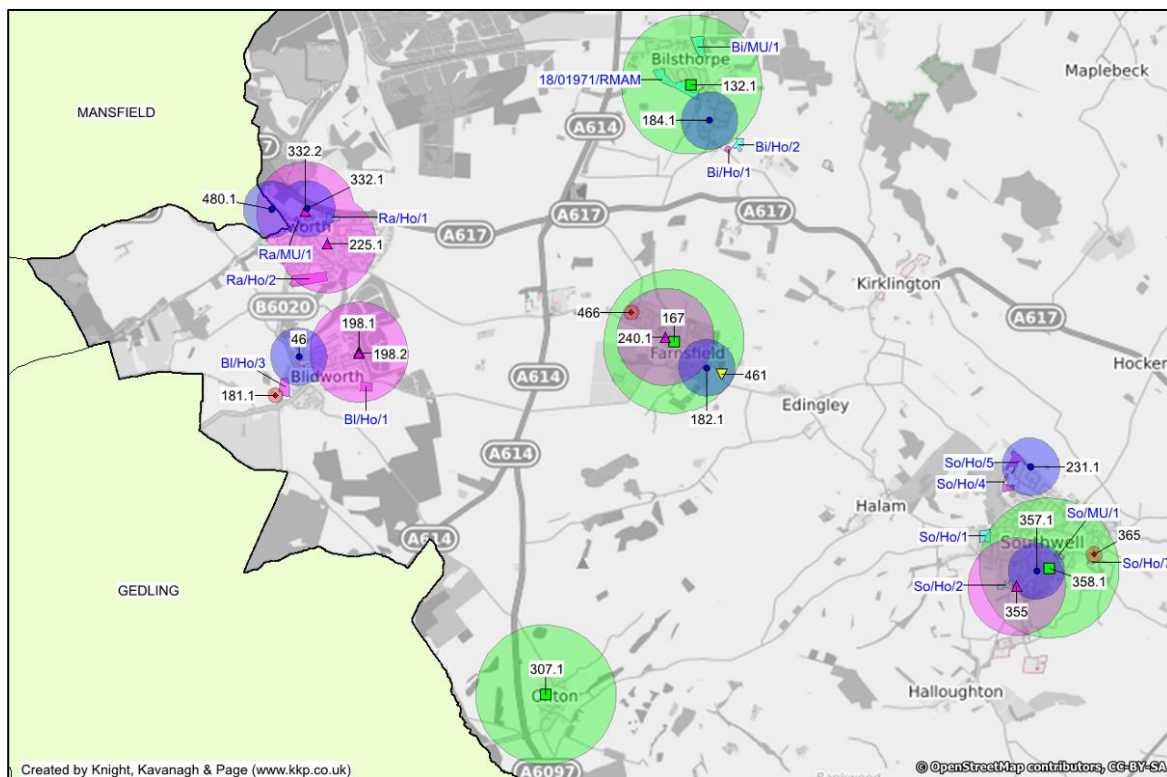 Bi/MU/1
Bilsthorpe
Maplebeck
18/01971/RMAM
132.1
MANSFIELD
184.1
A614
Bi/Ho/2
Bi/Ho/1
332.2
332.1
480.1
Ra/Ho/1
A617
A617
A617
225.1
Ra/MU/1
Ra/Ho/2
Kirklington
B6020
466
167
A617
198.1
46
240.1
198.2
Farnsfield
Bl/Ho/3
Blidworth
A614
461
181.1
Bl/Ho/1
182.1
Edingley
A614
So/Ho/5
231.1
So/Ho/4
Halam
357.1
So/MU/1
A614
So/Ho/1
Southwell
365
So/Ho/7
GEDLING
So/Ho/2
358.1
355
307.1
Halloughton
A6097
Created by Knight, Kavanagh & Page (www.kkp.co.uk)
© OpenStreetMap contributors, CC-BY-SA